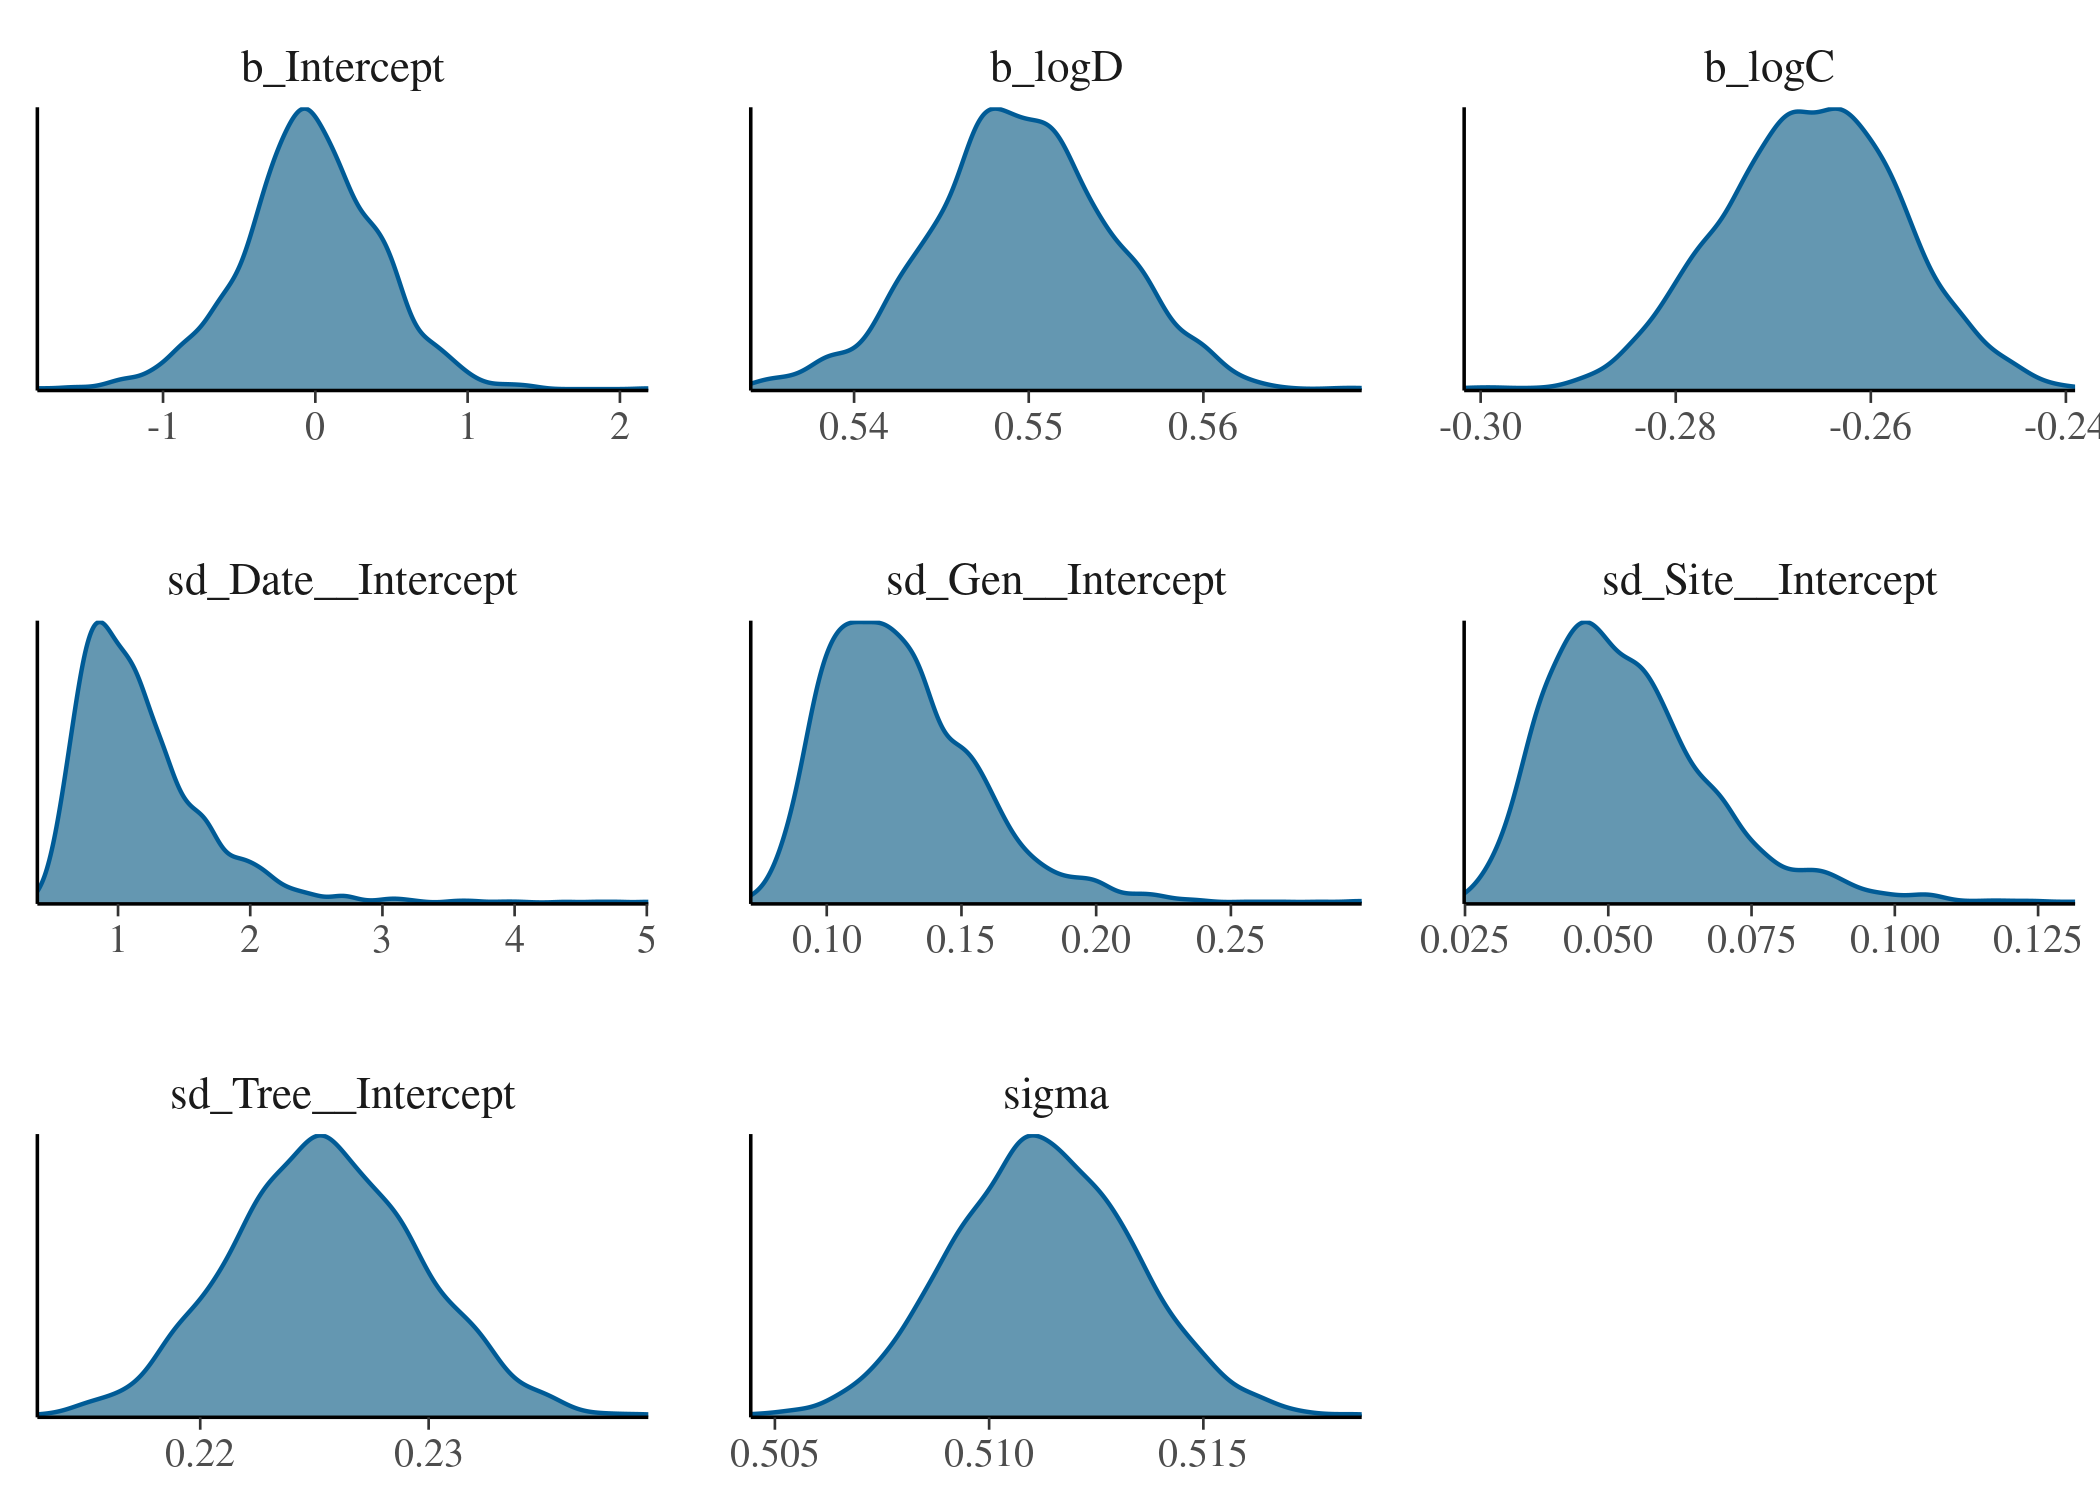 b_Intercept b_logD b_logC
-1 0 1 2 0.54 0.55 0.56 -0.30 -0.28 -0.26 -0.24
sd_Date__Intercept sd_Gen__Intercept sd_Site__Intercept
1 2 3 4 5 0.10 0.15 0.20 0.25 0.025 0.050 0.075 0.100 0.125
sd_Tree__Intercept sigma
0.22 0.23 0.505 0.510 0.515